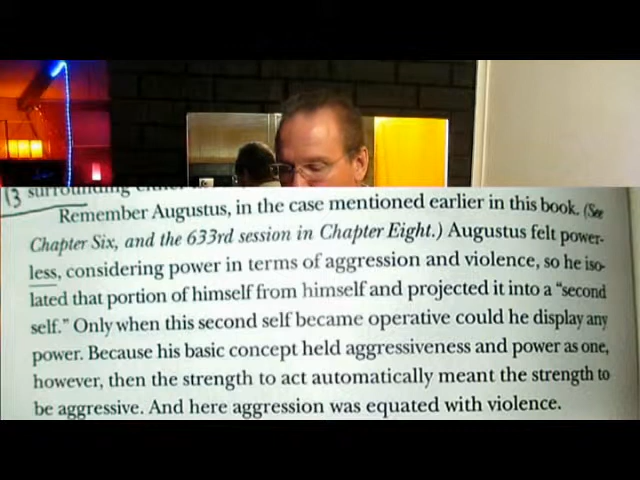 13 surrounding
Remember Augustus, in the case mentioned earlier in this book. (See
Chapter Six, and the 633rd session in Chapter Eight.) Augustus felt power-
less, considering power in terms of aggression and violence, so he iso-
lated that portion of himself from himself and projected it into a "second
self." Only when this second self became operative could he display any
power. Because his basic concept held aggressiveness and power as one,
however, then the strength to act automatically meant the strength to
be aggressive. And here aggression was equated with violence.